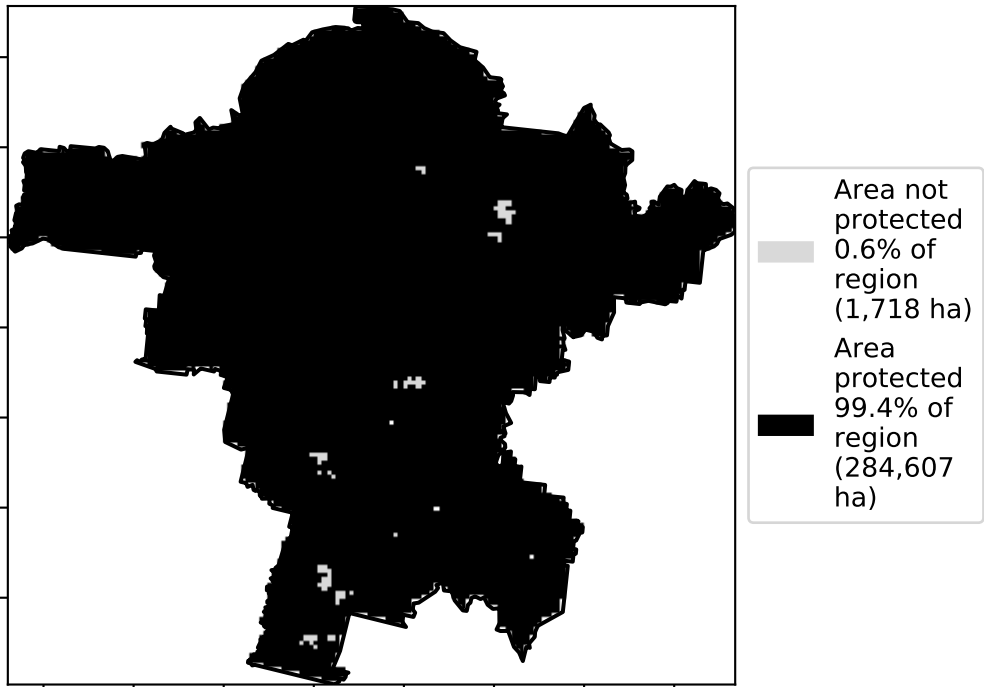 Area not
protected
0.6% of
region
(1,718 ha)
Area
protected
99.4% of
region
(284,607
ha)